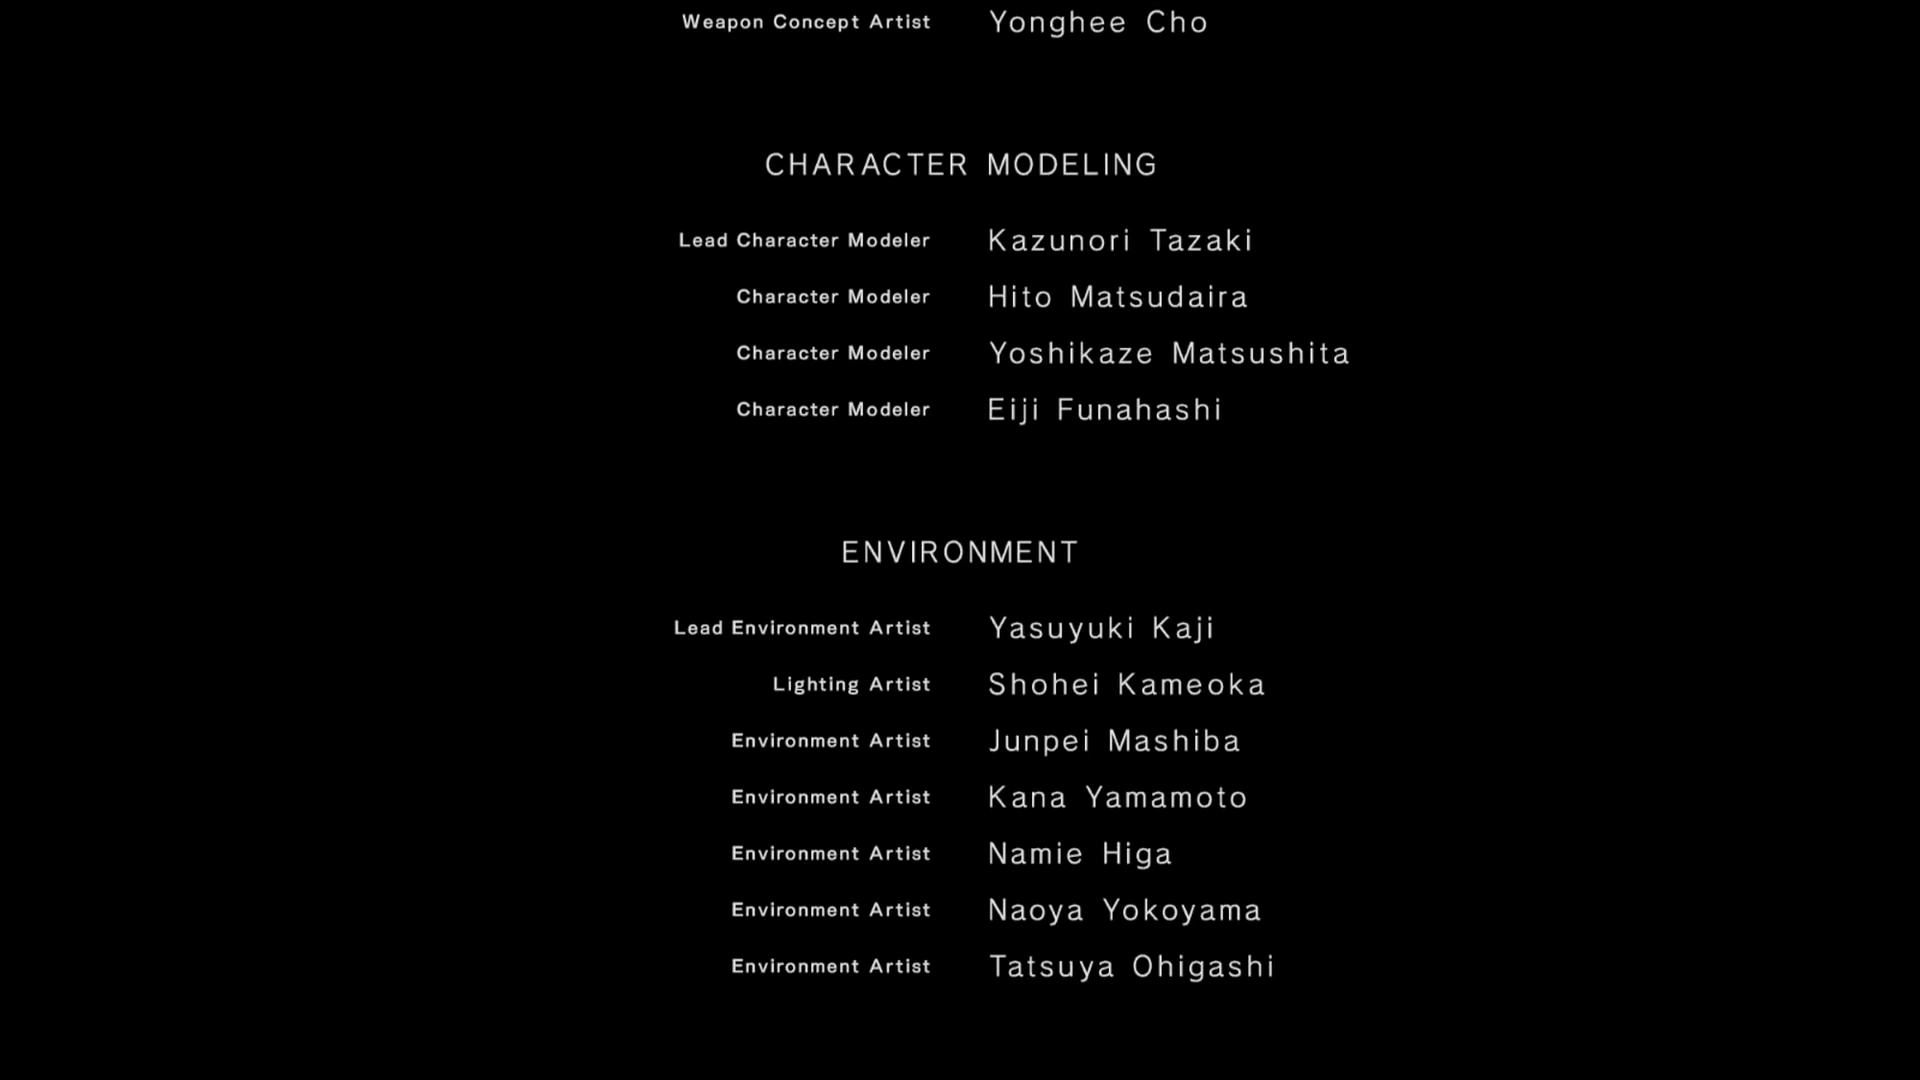 Weapon Concept Artist Yonghee Cho
CHARACTER MODELING
Lead Character Modeler Kazunori Tazaki
Character Modeler Hito Matsudaira
Character Modeler Yoshikaze Matsushita
Character Modeler Eiji Funahashi
ENVIRONMENT
Lead Environment Artist Yasuyuki Kaji
Lighting Artist Shohei Kameoka
Environment Artist Junpei Mashiba
Environment Artist Kana Yamamoto
Environment Artist Namie Higa
Environment Artist Naoya Yokoyama
Environment Artist Tatsuya Ohigashi